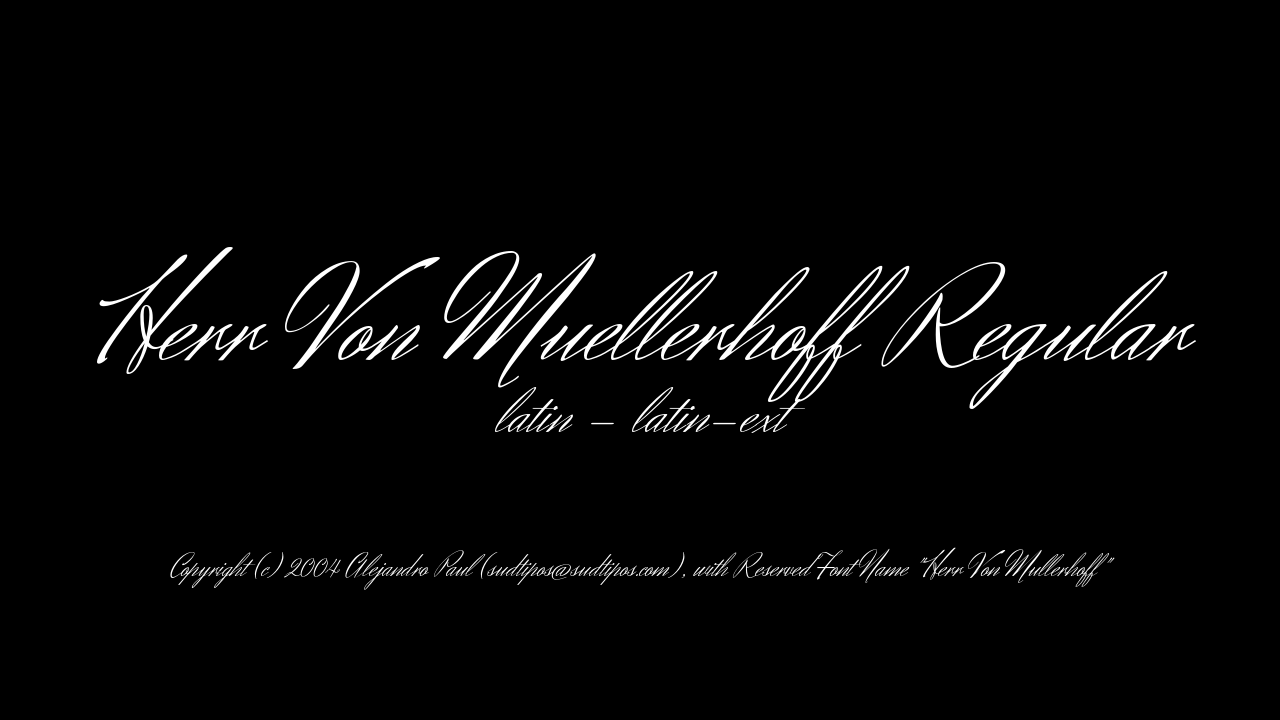 Herr Von Muellerhoff Regular
latin - latin-ext
Copyright (c) 2004 Alejandro Paul (sudtipos@sudtipos.com), with Reserved Font Name "Herr Von Mullerhoff"